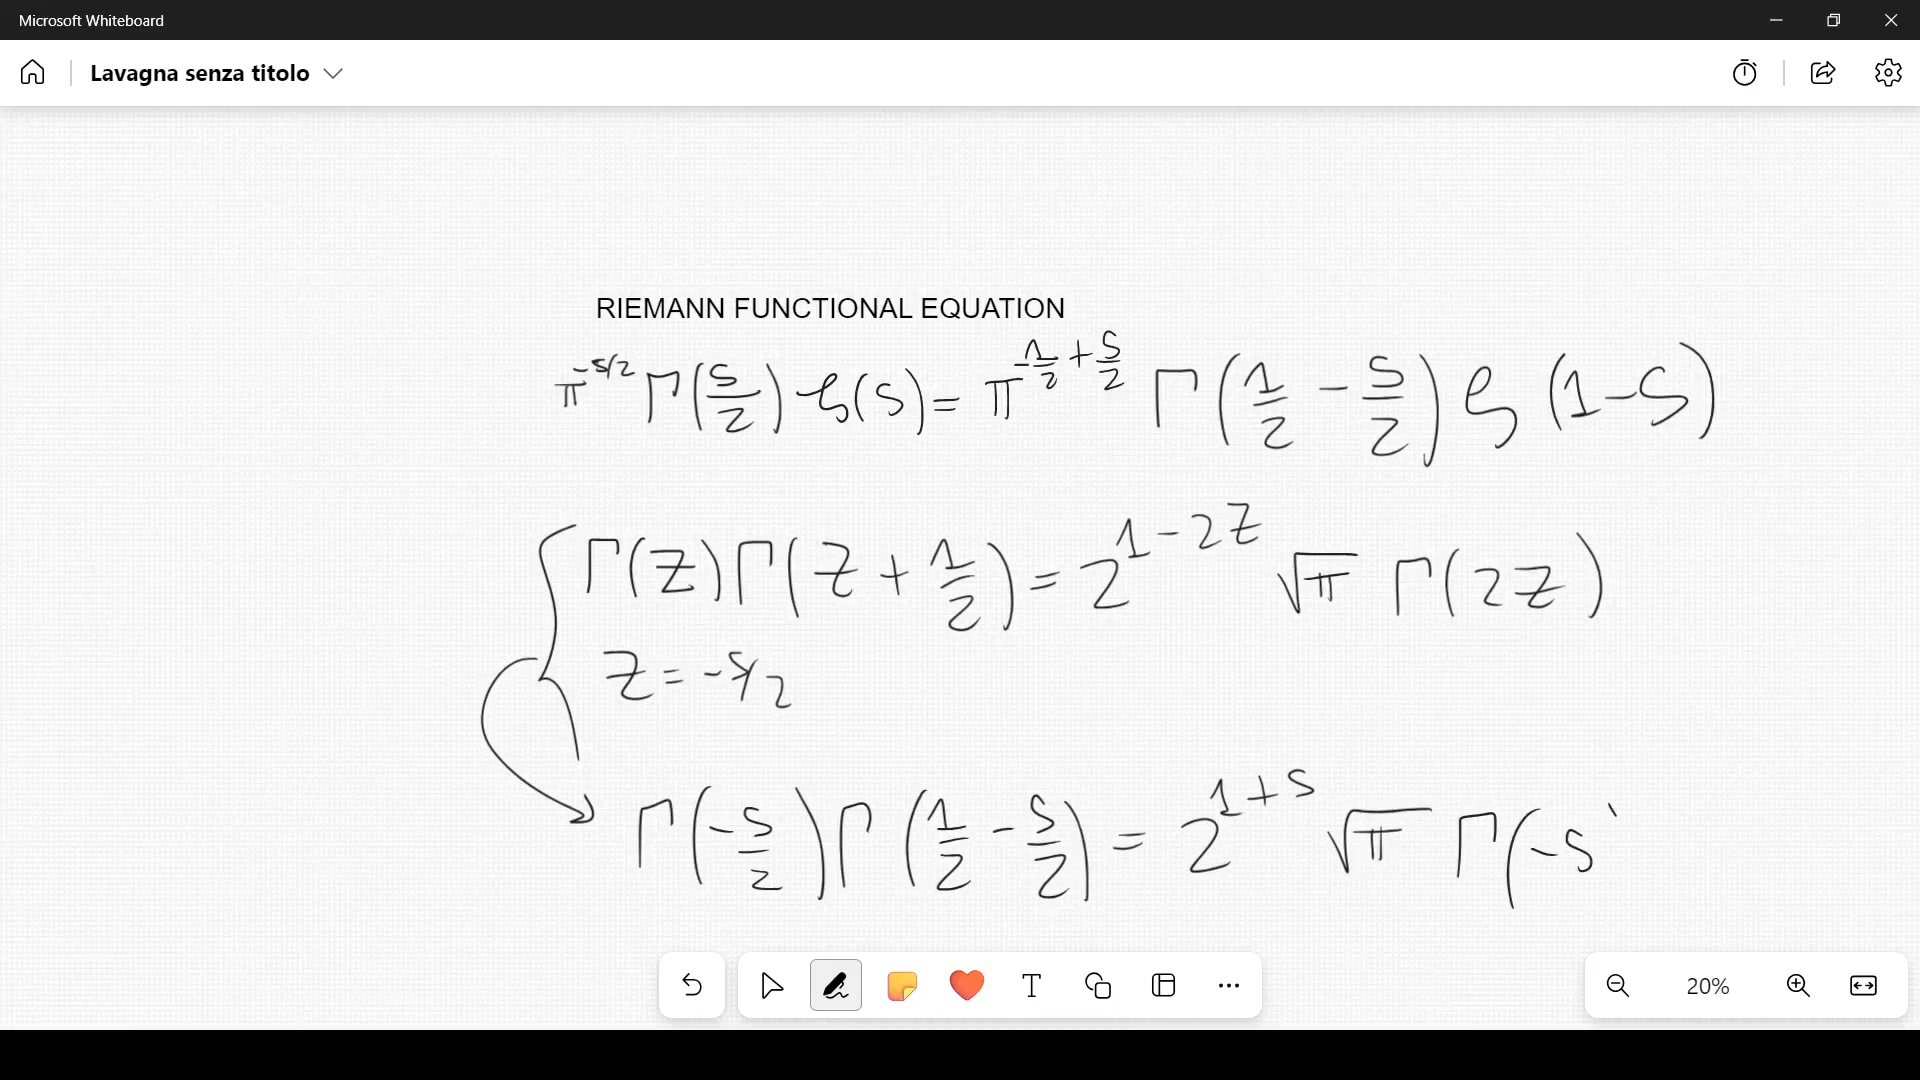 Microsoft Whiteboard
Lavagna senza titolo
RIEMANN FUNCTIONAL EQUATION
π^{-s/2} Γ(s/2) ζ(s) = π^{-1/2 + s/2} Γ(1/2 - s/2) ζ(1-s)
Γ(z) Γ(z + 1/2) = 2^{1-2z} √π Γ(2z)
z = -s/2
Γ(-s/2) Γ(1/2 - s/2) = 2^{1+s} √π Γ(-s
T
20%